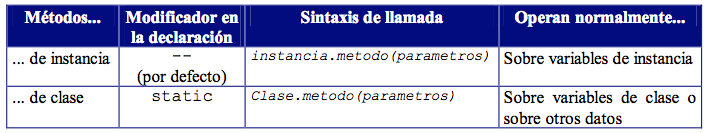 Métodos... Modificador en la declaración Sintaxis de llamada Operan normalmente...
... de instancia -- (por defecto) instancia.metodo(parametros) Sobre variables de instancia
... de clase static Clase.metodo(parametros) Sobre variables de clase o sobre otros datos